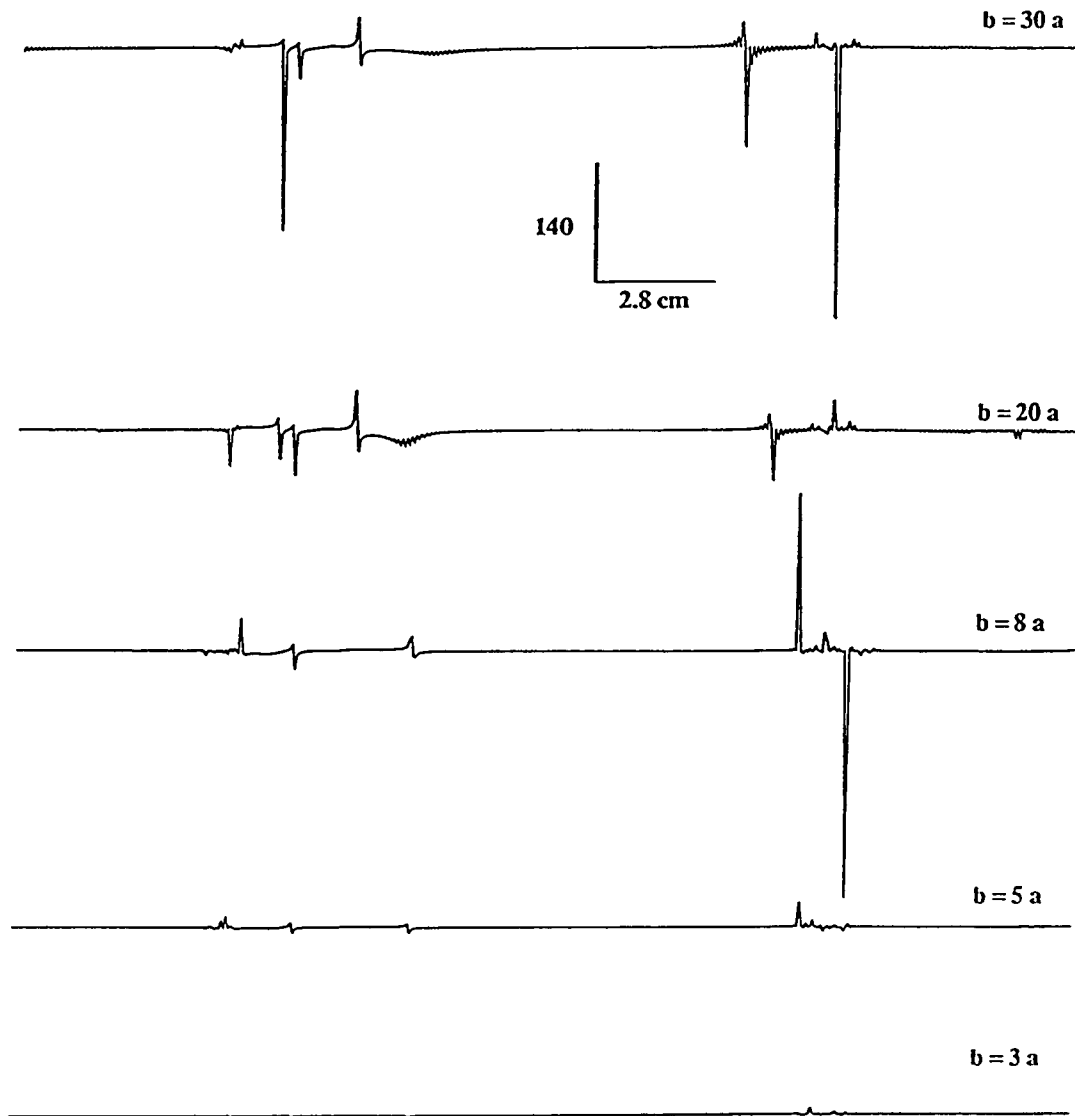 b = 30 a
140
2.8 cm
b = 20 a
b = 8 a
b = 5 a
b = 3 a